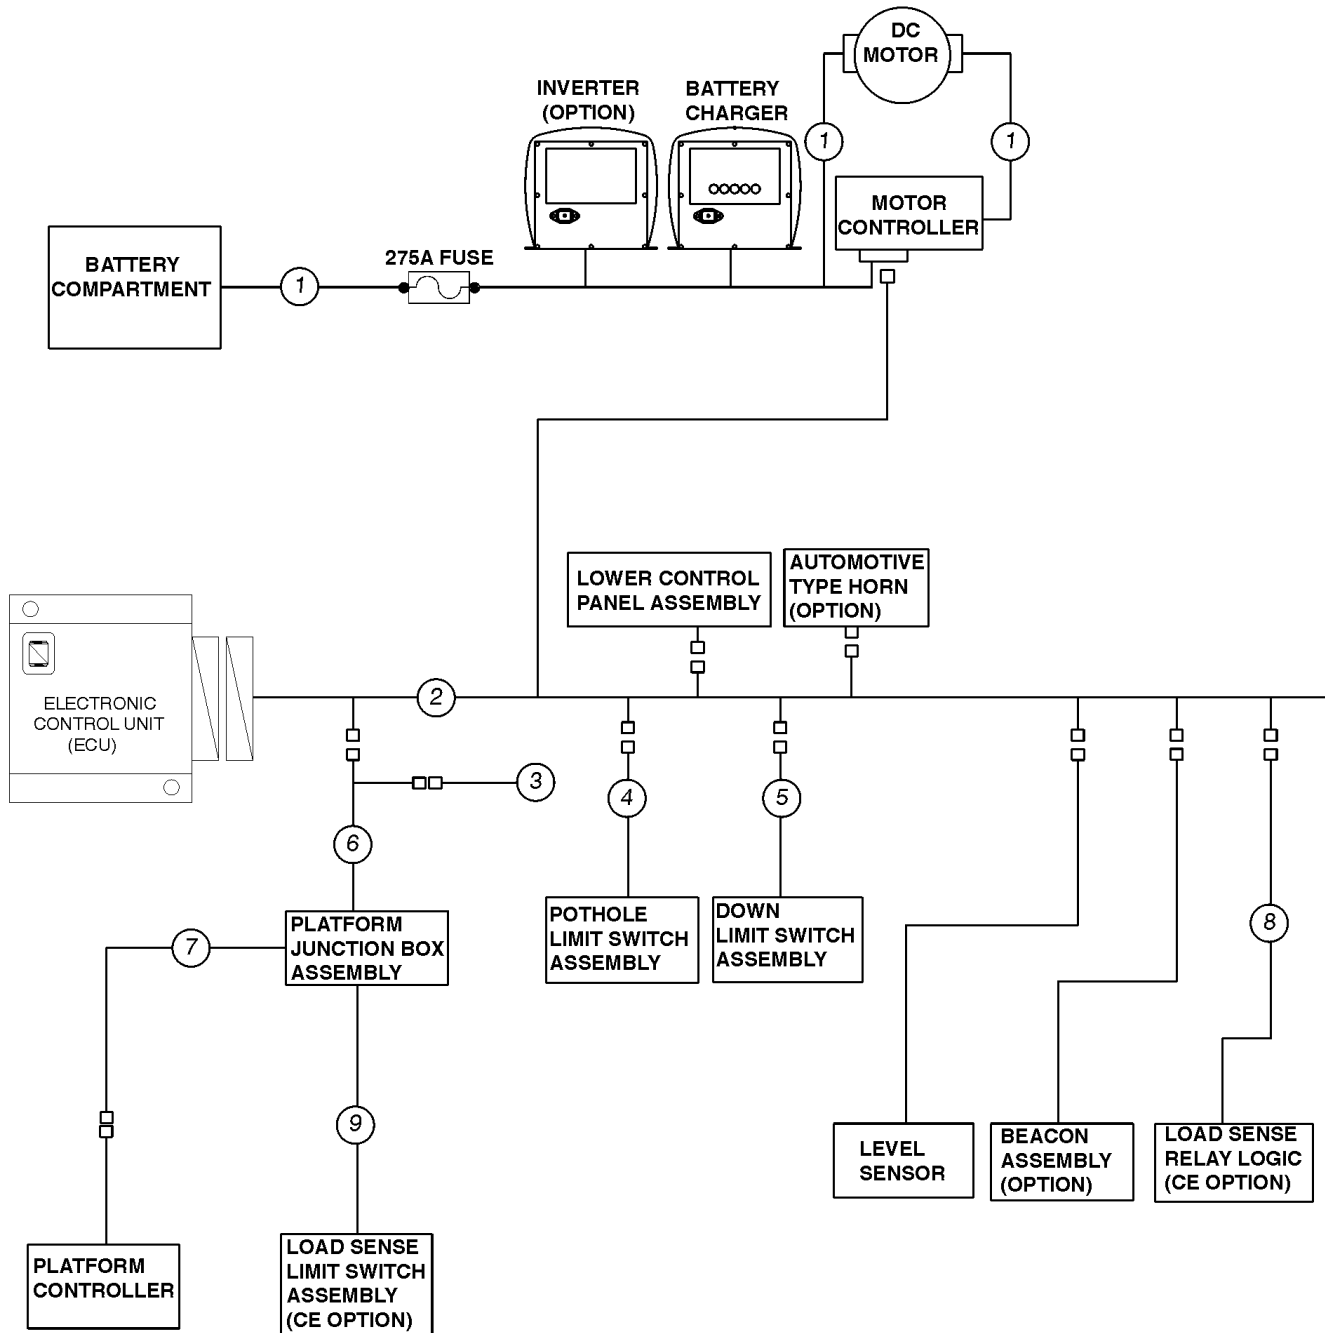 DC
MOTOR
INVERTER
(OPTION)
BATTERY
CHARGER
1
1
MOTOR
CONTROLLER
BATTERY
COMPARTMENT
1
275A FUSE
LOWER CONTROL
PANEL ASSEMBLY
AUTOMOTIVE
TYPE HORN
(OPTION)
ELECTRONIC
CONTROL UNIT
(ECU)
2
3
4
5
6
PLATFORM
JUNCTION BOX
ASSEMBLY
POTHOLE
LIMIT SWITCH
ASSEMBLY
DOWN
LIMIT SWITCH
ASSEMBLY
7
8
9
LEVEL
SENSOR
BEACON
ASSEMBLY
(OPTION)
LOAD SENSE
RELAY LOGIC
(CE OPTION)
PLATFORM
CONTROLLER
LOAD SENSE
LIMIT SWITCH
ASSEMBLY
(CE OPTION)